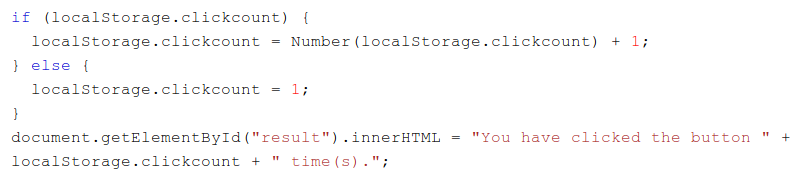 if (localStorage.clickcount) {
  localStorage.clickcount = Number(localStorage.clickcount) + 1;
} else {
  localStorage.clickcount = 1;
}
document.getElementById("result").innerHTML = "You have clicked the button " +
localStorage.clickcount + " time(s).";